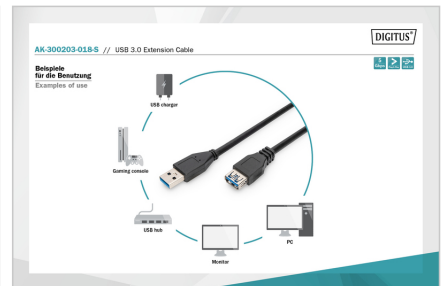 DIGITUS®
AK-300203-018-S // USB 3.0 Extension Cable
Beispiele
für die Benutzung
Examples of use
USB charger
Gaming console
USB hub
Monitor
PC